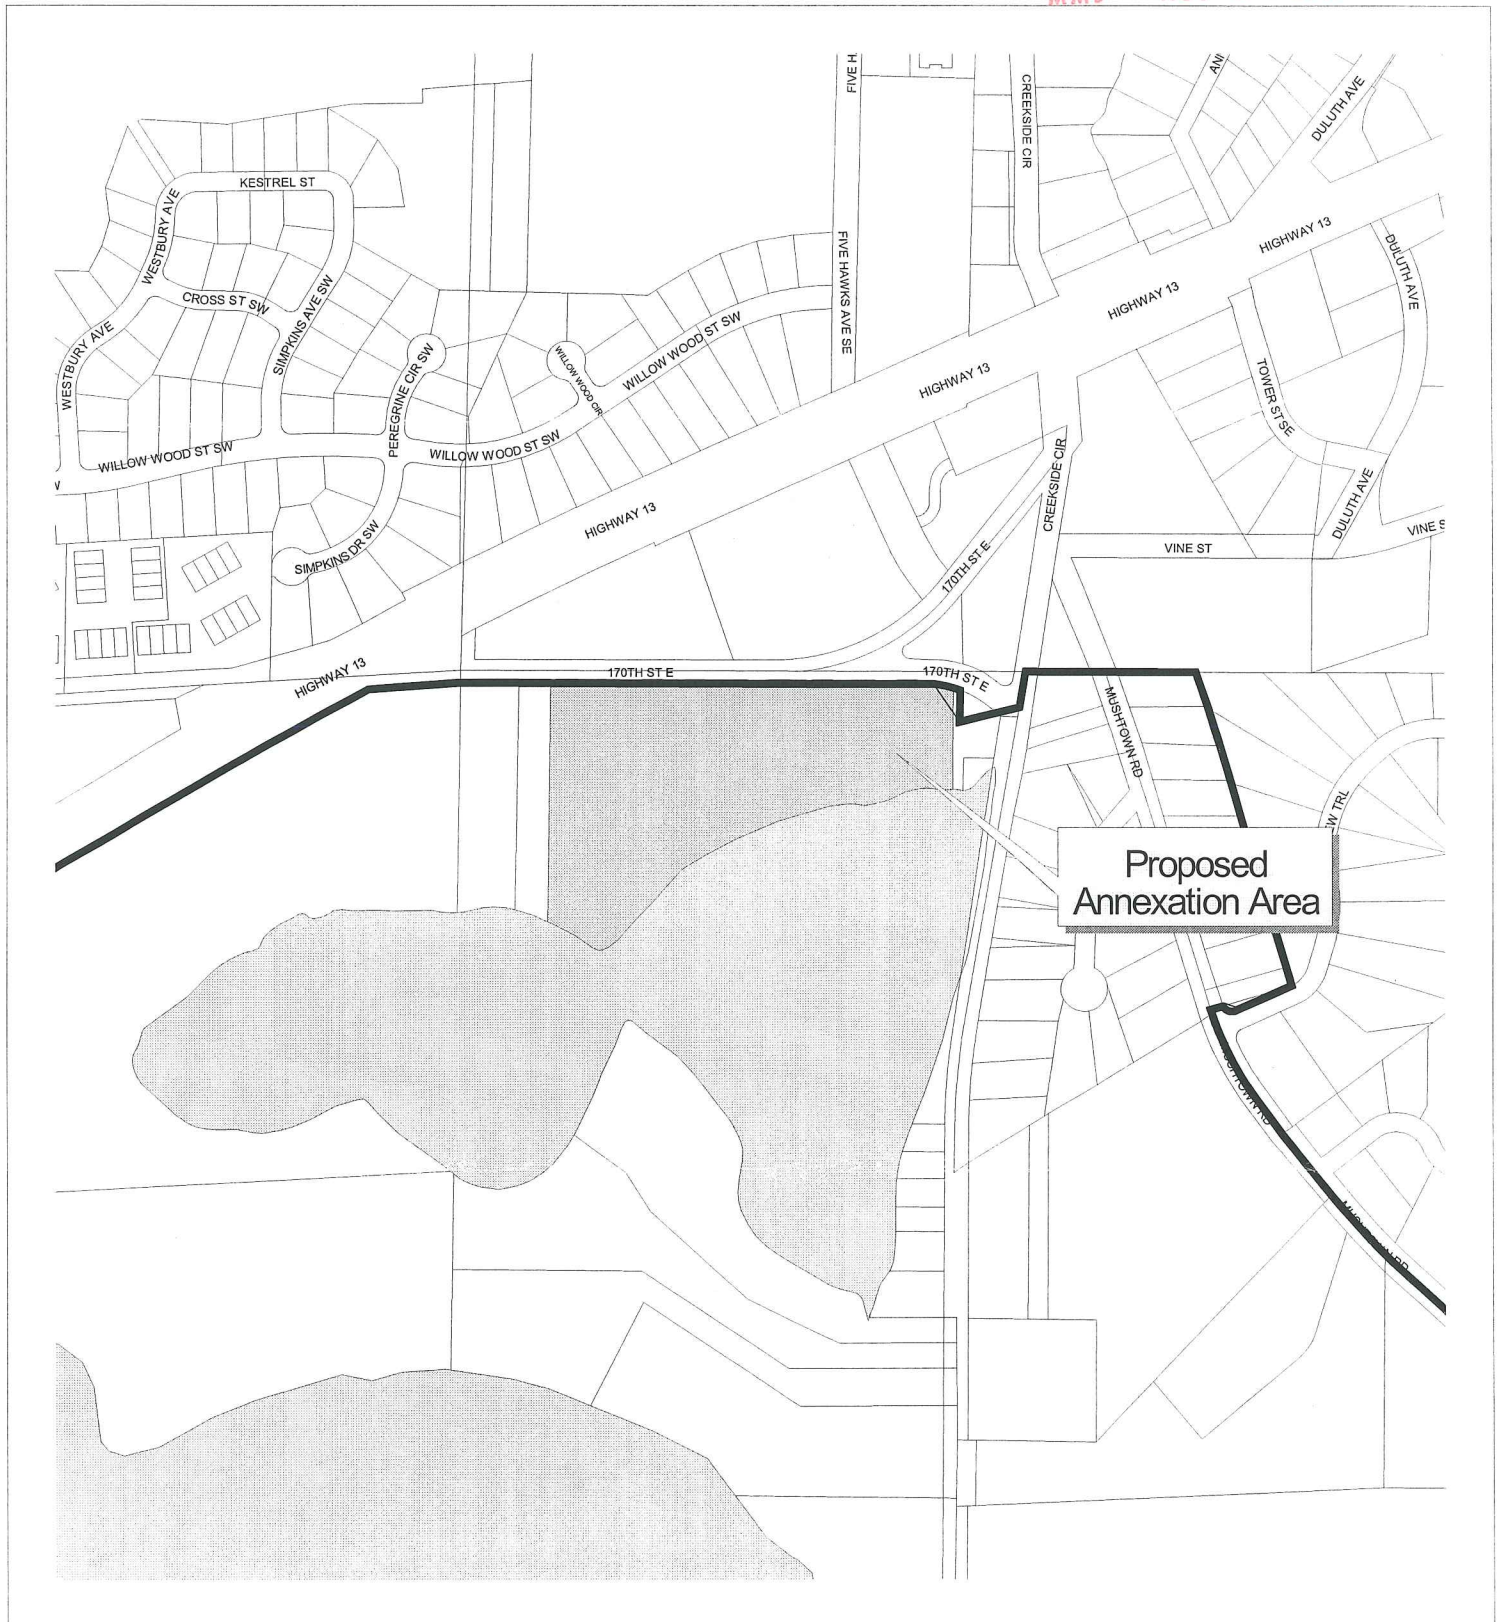 FIVE H
CREEKSIDE CIR
DULUTH AVE
KESTREL ST
WESTBURY AVE
HIGHWAY 13
FIVE HAWKS AVE SE
DULUTH AVE
CROSS ST SW
SIMPKINS AVE SW
HIGHWAY 13
WESTBURY AVE
WILLOW WOOD ST SW
WILLOW WOOD CIR
PEREGRINE CIR SW
HIGHWAY 13
TOWER ST SE
WILLOW WOOD ST SW
WILLOW WOOD ST SW
CREEKSIDE CIR
DULUTH AVE
HIGHWAY 13
VINE S
VINE ST
SIMPKINS DR SW
170TH ST E
HIGHWAY 13
170TH ST E
170TH ST E
MUSHTOWN RD
W TRL
Proposed
Annexation Area